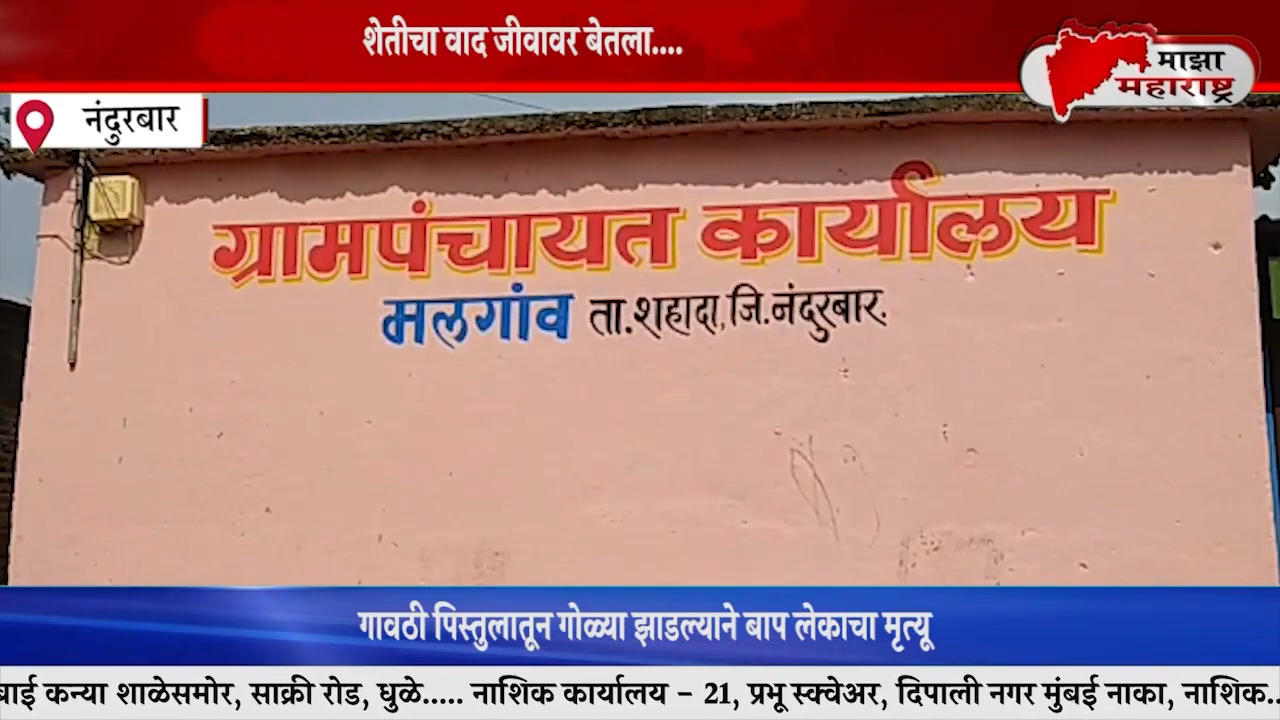 शेतीचा वाद जीवावर बेतला....
माझा
महाराष्ट्र
नंदुरबार
ग्रामपंचायत कार्यालय
मलगांव ता.शहादा, जि.नंदुरबार.
गावठी पिस्तुलातून गोळ्या झाडल्याने बाप लेकाचा मृत्यू
बाई कन्या शाळेसमोर, साक्री रोड, धुळे..... नाशिक कार्यालय – 21, प्रभू स्क्वेअर, दिपाली नगर मुंबई नाका, नाशिक..